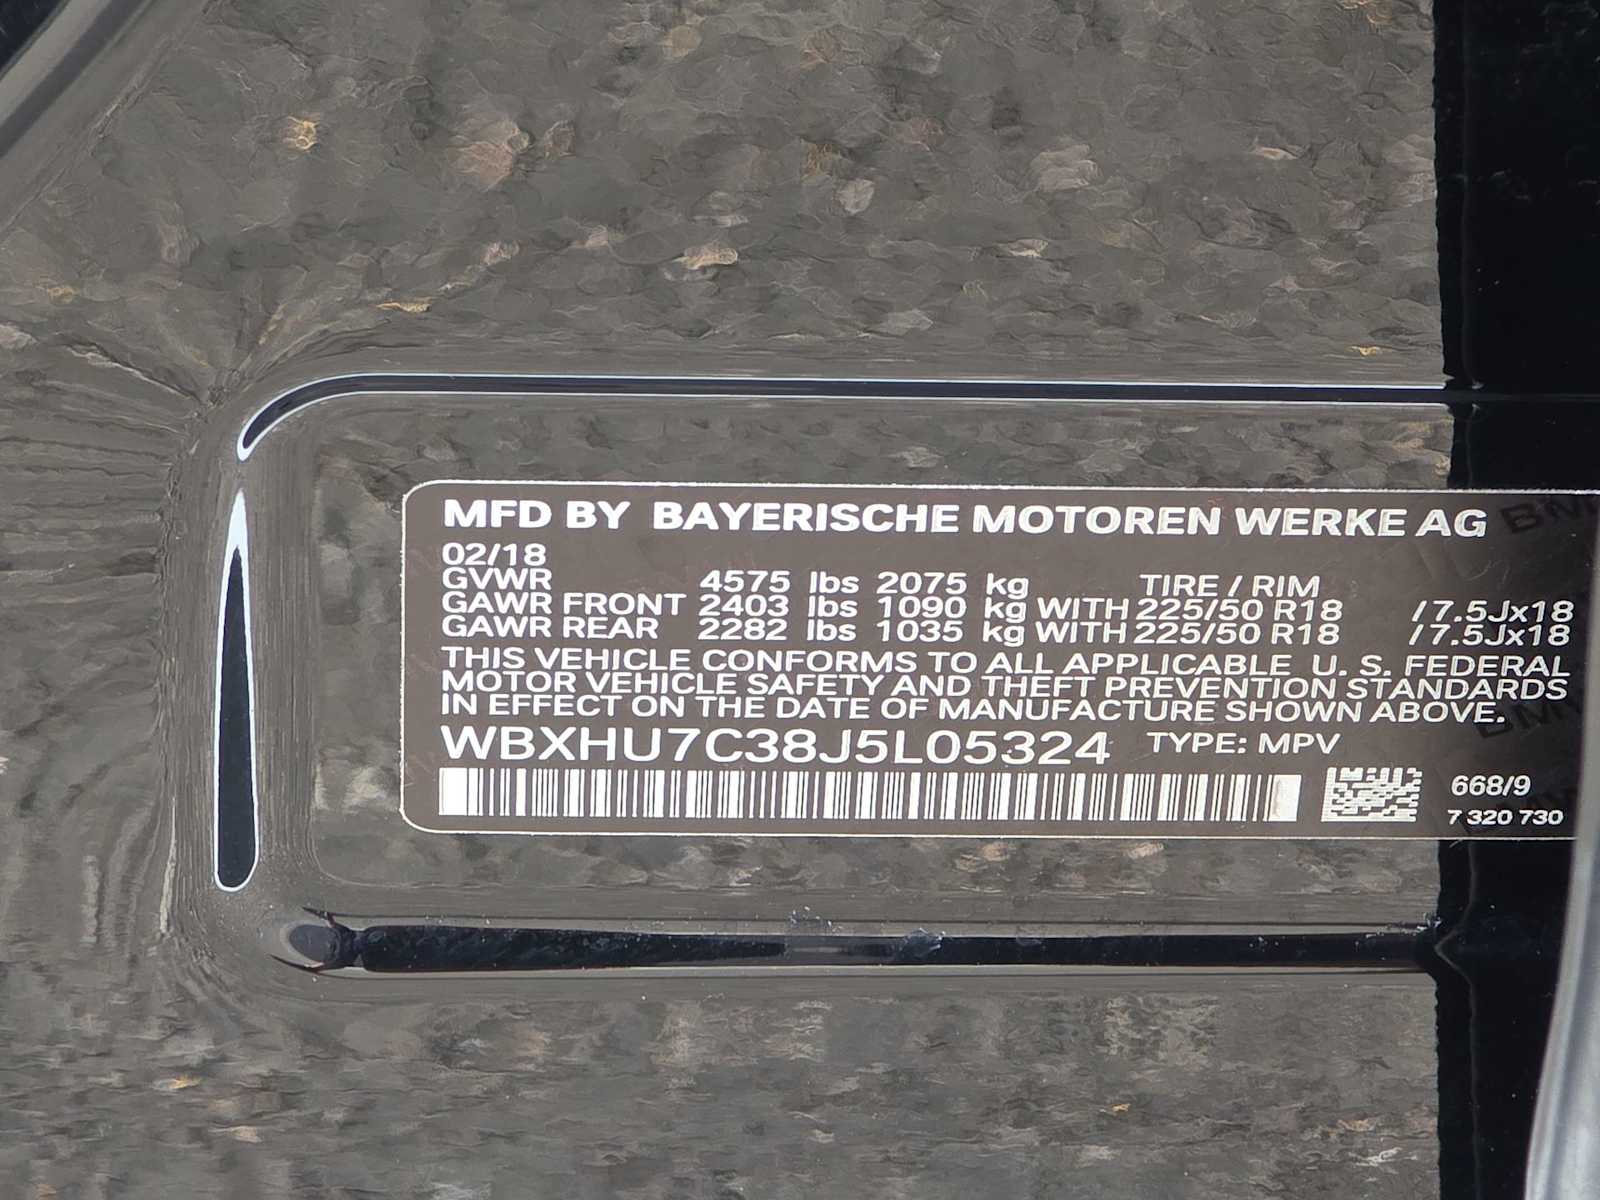 MFD BY BAYERISCHE MOTOREN WERKE AG
02/18
GVWR 4575 lbs 2075 kg TIRE / RIM
GAWR FRONT 2403 lbs 1090 kg WITH 225/50 R18 /7.5Jx18
GAWR REAR 2282 lbs 1035 kg WITH 225/50 R18 /7.5Jx18
THIS VEHICLE CONFORMS TO ALL APPLICABLE U. S. FEDERAL
MOTOR VEHICLE SAFETY AND THEFT PREVENTION STANDARDS
IN EFFECT ON THE DATE OF MANUFACTURE SHOWN ABOVE.
WBXHU7C38J5L05324 TYPE: MPV
668/9
7 320 730